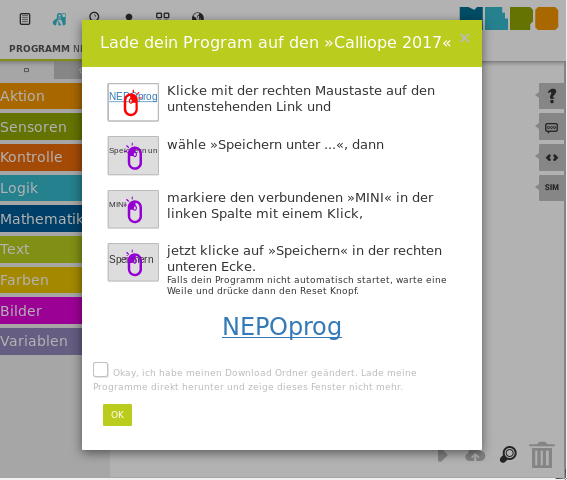 PROGRAMM NE
Lade dein Program auf den »Calliope 2017« ×
NEPOprog
Klicke mit der rechten Maustaste auf den
untenstehenden Link und
wähle »Speichern unter ...«, dann
MINI
markiere den verbundenen »MINI« in der
linken Spalte mit einem Klick,
Speichern
jetzt klicke auf »Speichern« in der rechten
unteren Ecke.
Falls dein Programm nicht automatisch startet, warte eine
Weile und drücke dann den Reset Knopf.
NEPOprog
Okay, ich habe meinen Download Ordner geändert. Lade meine
Programme direkt herunter und zeige dieses Fenster nicht mehr.
OK
Aktion
Sensoren
Kontrolle
Logik
Mathematik
Text
Farben
Bilder
Variablen
?
SIM